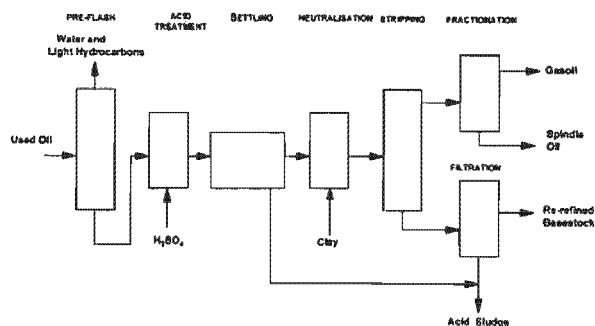 PRE-FLASH
ACID
TREATMENT
SETTLING
NEUTRALISATION
STRIPPING
FRACTIONATION
Water and
Light Hydrocarbons
Gasoil
Used Oil
Spindle
Oil
FILTRATION
Re-refined
Basestock
H₂SO₄
Clay
Acid Sludge